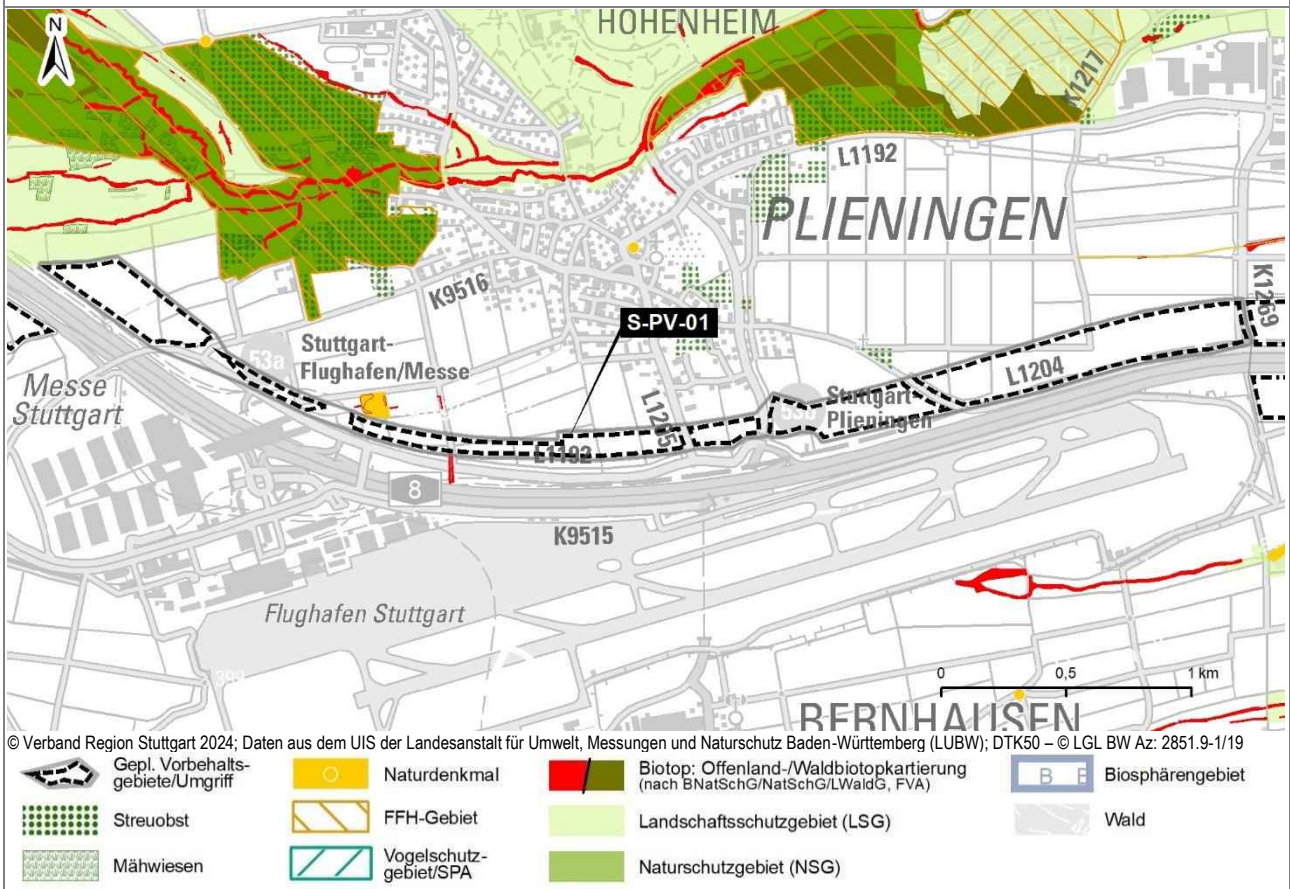 N
HOHENHEIM
K1217
L1192
PLIENINGEN
K9516
K1269
S-PV-01
53a
Stuttgart-
Flughafen/Messe
Messe
Stuttgart
L1204
L1205
53b
Stuttgart
Plieningen
L1192
8
K9515
Flughafen Stuttgart
0 0,5 1 km
BERNHAUSEN
© Verband Region Stuttgart 2024; Daten aus dem UIS der Landesanstalt für Umwelt, Messungen und Naturschutz Baden-Württemberg (LUBW); DTK50 – © LGL BW Az: 2851.9-1/19
Gepl. Vorbehalts-
gebiete/Umgriff
Naturdenkmal
Biotop: Offenland-/Waldbiotopkartierung
(nach BNatSchG/NatSchG/LWaldG, FVA)
B
Biosphärengebiet
Streuobst
FFH-Gebiet
Landschaftsschutzgebiet (LSG)
Wald
Mähwiesen
Vogelschutz-
gebiet/SPA
Naturschutzgebiet (NSG)